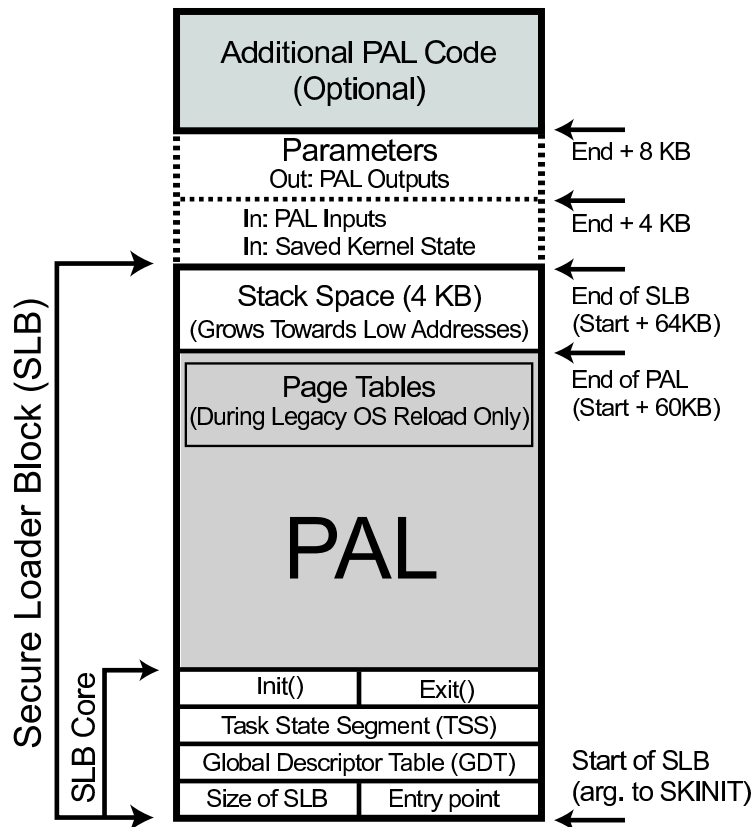 Additional PAL Code
(Optional)
Parameters
Out: PAL Outputs
In: PAL Inputs
In: Saved Kernel State
Stack Space (4 KB)
(Grows Towards Low Addresses)
Page Tables
(During Legacy OS Reload Only)
PAL
Init()
Exit()
Task State Segment (TSS)
Global Descriptor Table (GDT)
Size of SLB
Entry point
End + 8 KB
End + 4 KB
End of SLB
(Start + 64KB)
End of PAL
(Start + 60KB)
Start of SLB
(arg. to SKINIT)
Secure Loader Block (SLB)
SLB Core